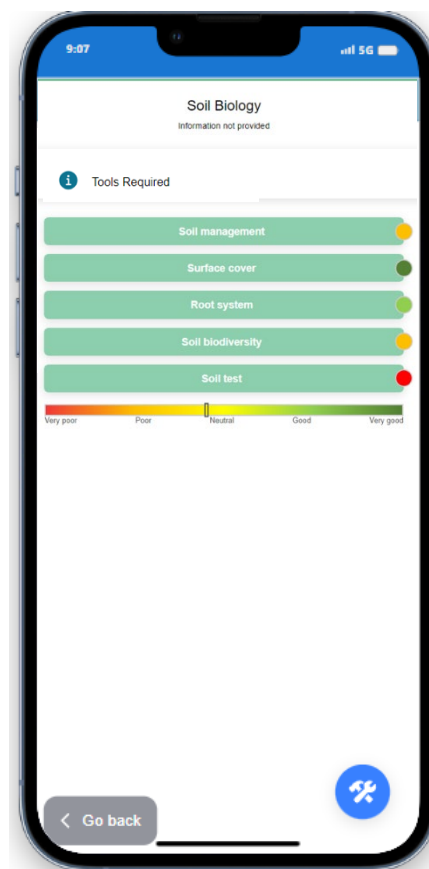 9:07
5G
Soil Biology
Information not provided
Tools Required
Soil management
Surface cover
Root system
Soil biodiversity
Soil test
Very poor Poor Neutral Good Very good
Go back